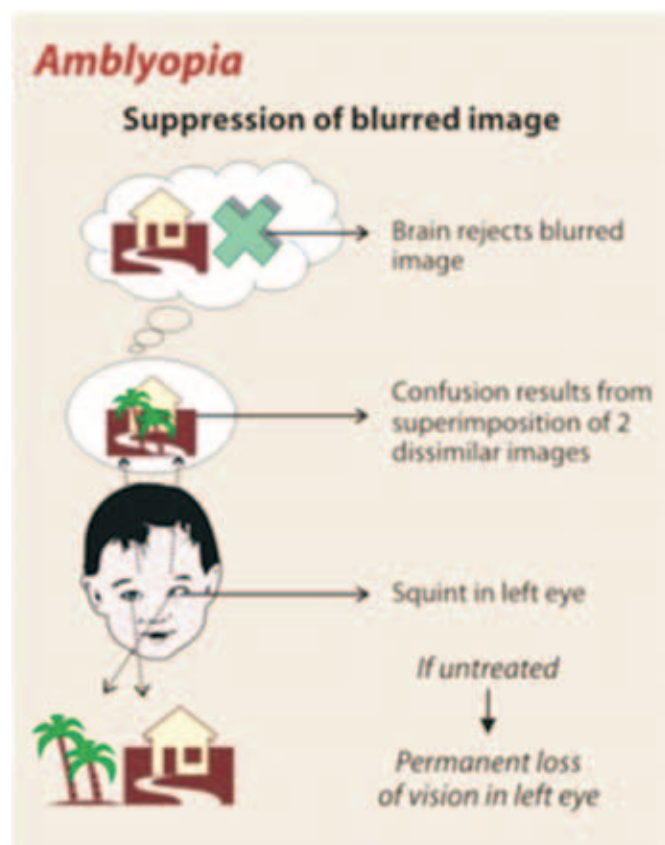 Amblyopia
Suppression of blurred image
Brain rejects blurred
image
Confusion results from
superimposition of 2
dissimilar images
Squint in left eye
If untreated
Permanent loss
of vision in left eye